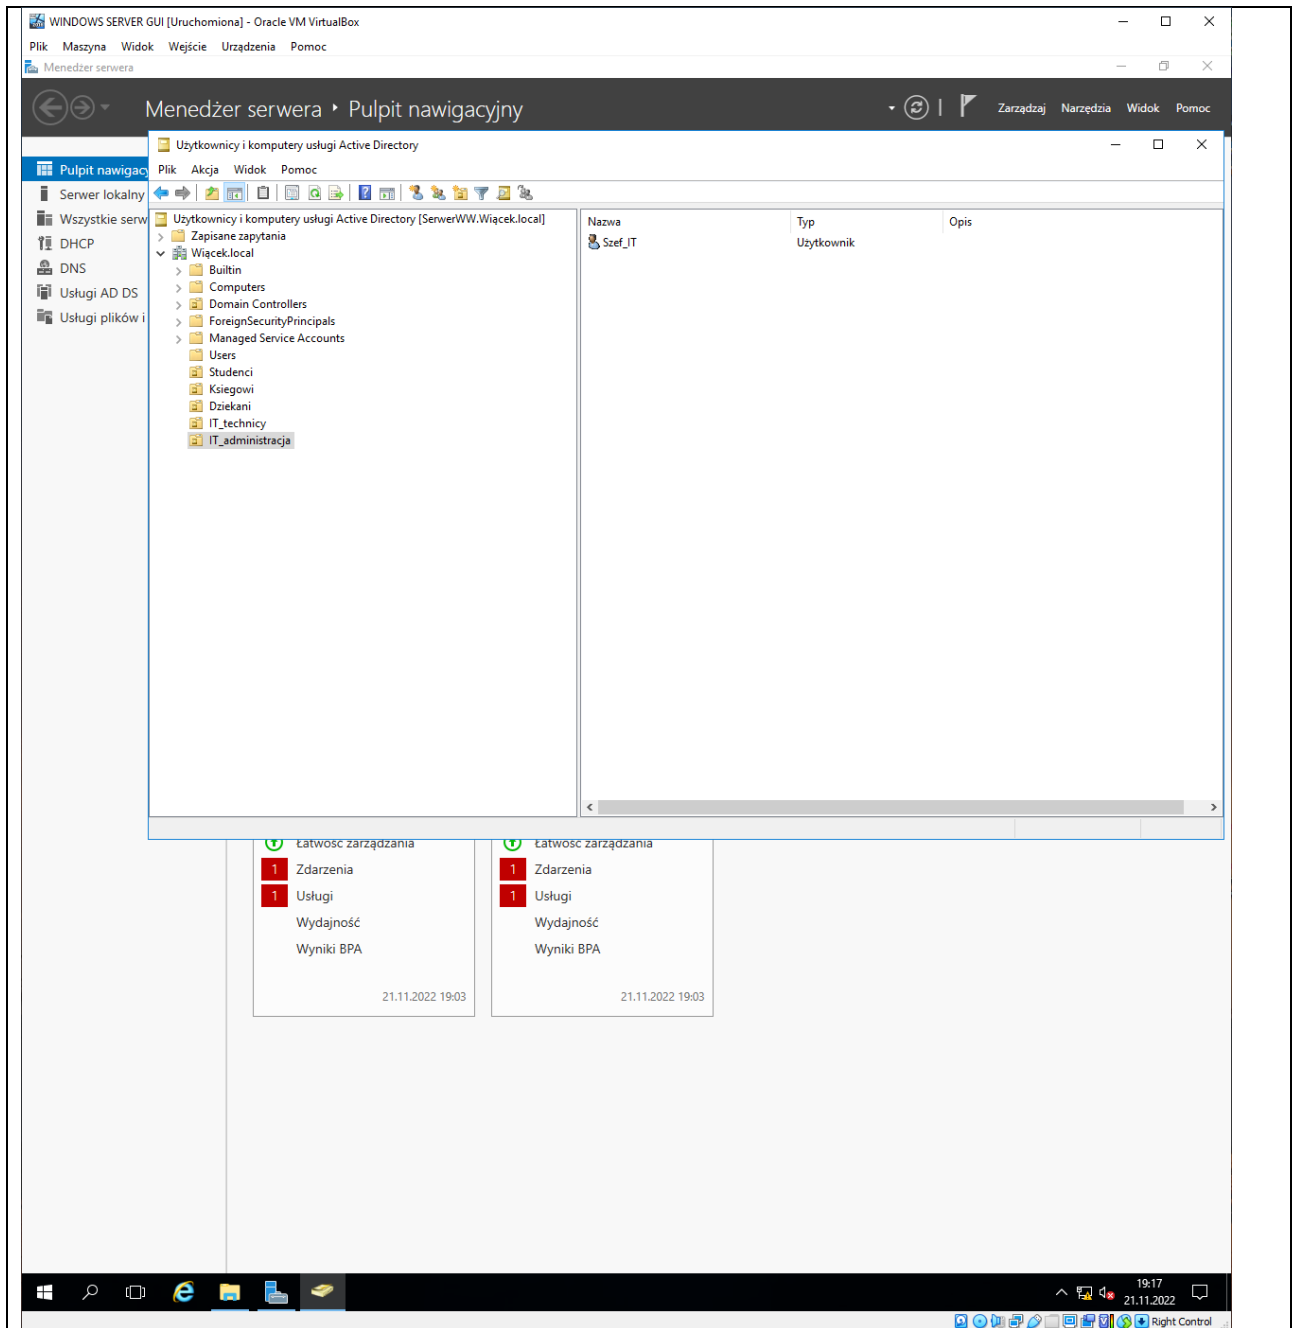 WINDOWS SERVER GUI [Uruchomiona] - Oracle VM VirtualBox
Plik Maszyna Widok Wejście Urządzenia Pomoc
Menedżer serwera
Menedżer serwera ‣ Pulpit nawigacyjny
Zarządzaj Narzędzia Widok Pomoc
Użytkownicy i komputery usługi Active Directory
Plik Akcja Widok Pomoc
Pulpit nawigacy
Serwer lokalny
Wszystkie serw
DHCP
DNS
Usługi AD DS
Usługi plików i
Użytkownicy i komputery usługi Active Directory [SerwerWW.Wiącek.local]
Zapisane zapytania
Wiącek.local
Builtin
Computers
Domain Controllers
ForeignSecurityPrincipals
Managed Service Accounts
Users
Studenci
Ksiegowi
Dziekani
IT_technicy
IT_administracja
Nazwa Typ Opis
Szef_IT Użytkownik
Łatwość zarządzania
1 Zdarzenia
1 Usługi
Wydajność
Wyniki BPA
21.11.2022 19:03
Łatwość zarządzania
1 Zdarzenia
1 Usługi
Wydajność
Wyniki BPA
21.11.2022 19:03
19:17
21.11.2022
Right Control